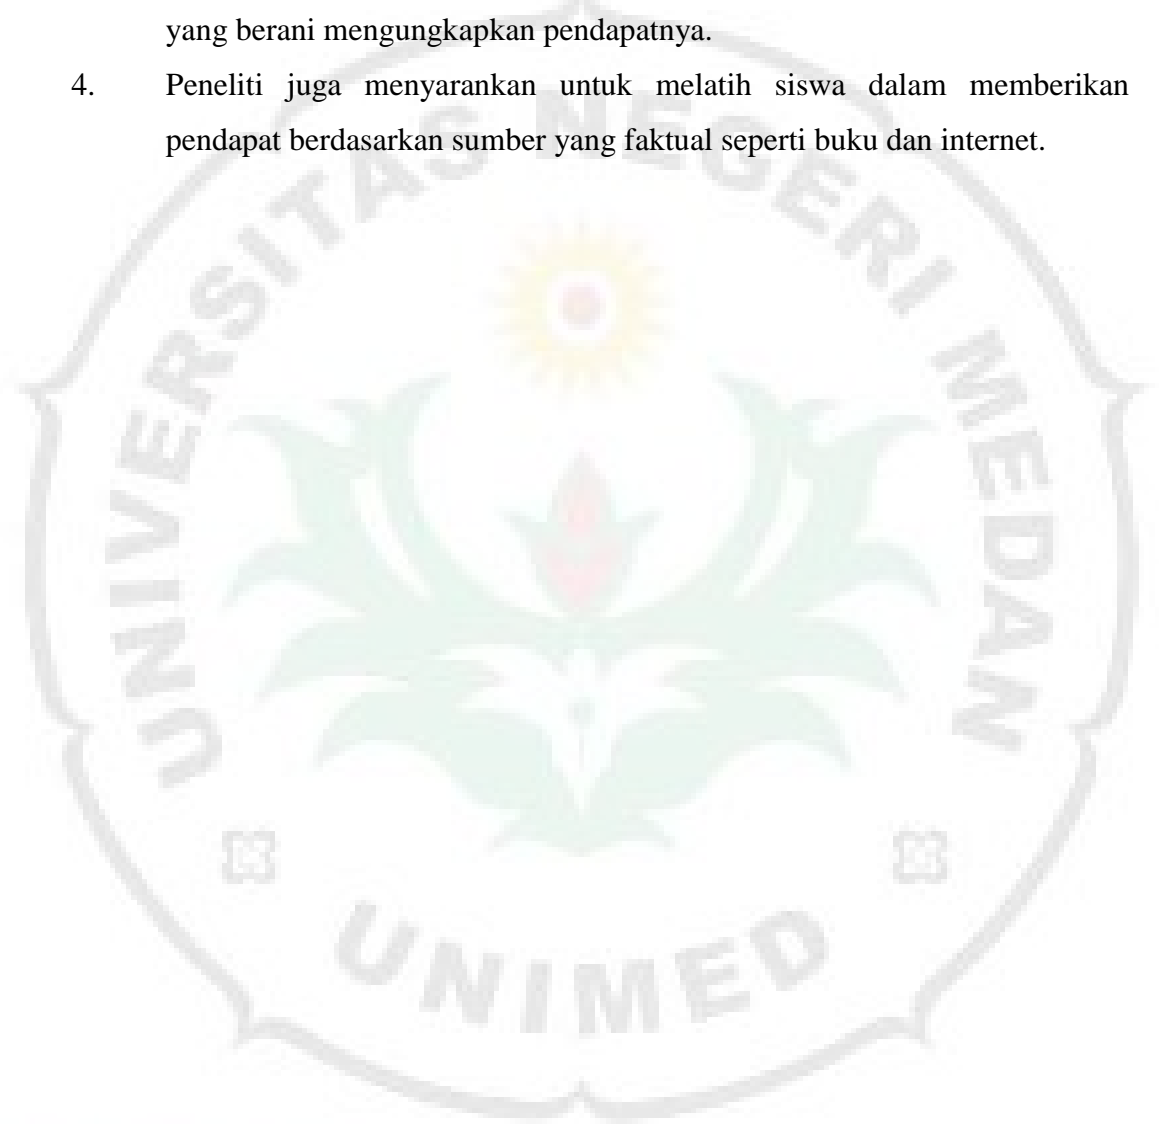 yang berani mengungkapkan pendapatnya.
4. Peneliti juga menyarankan untuk melatih siswa dalam memberikan
pendapat berdasarkan sumber yang faktual seperti buku dan internet.
UNIVERSITAS NEGERI MEDAN
UNIMED